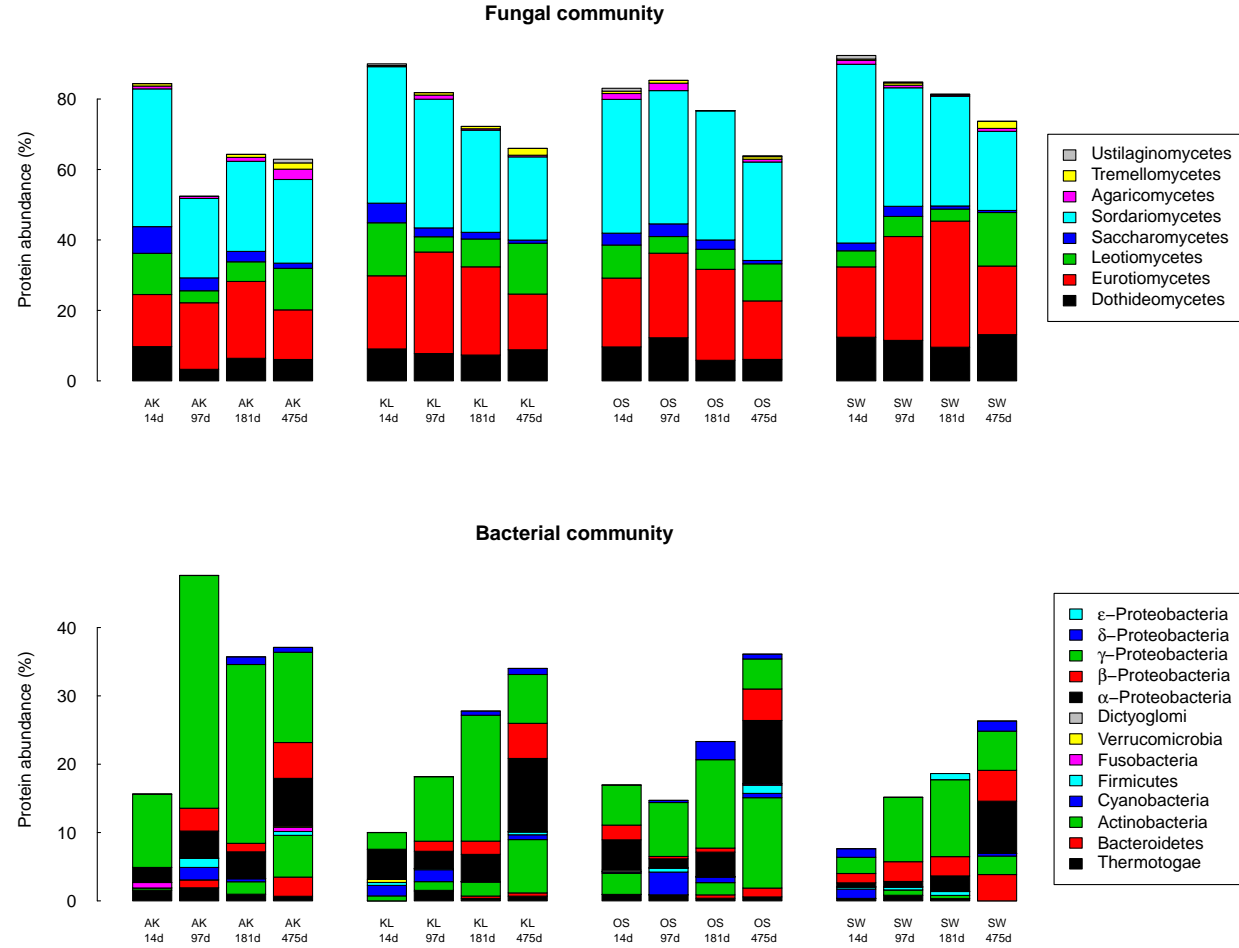 Fungal community
Protein abundance (%)
80
60
40
20
0
AK AK AK AK KL KL KL KL OS OS OS OS SW SW SW SW
14d 97d 181d 475d 14d 97d 181d 475d 14d 97d 181d 475d 14d 97d 181d 475d
Ustilaginomycetes
Tremellomycetes
Agaricomycetes
Sordariomycetes
Saccharomycetes
Leotiomycetes
Eurotiomycetes
Dothideomycetes
Bacterial community
Protein abundance (%)
40
30
20
10
0
AK AK AK AK KL KL KL KL OS OS OS OS SW SW SW SW
14d 97d 181d 475d 14d 97d 181d 475d 14d 97d 181d 475d 14d 97d 181d 475d
ε−Proteobacteria
δ−Proteobacteria
γ−Proteobacteria
β−Proteobacteria
α−Proteobacteria
Dictyoglomi
Verrucomicrobia
Fusobacteria
Firmicutes
Cyanobacteria
Actinobacteria
Bacteroidetes
Thermotogae